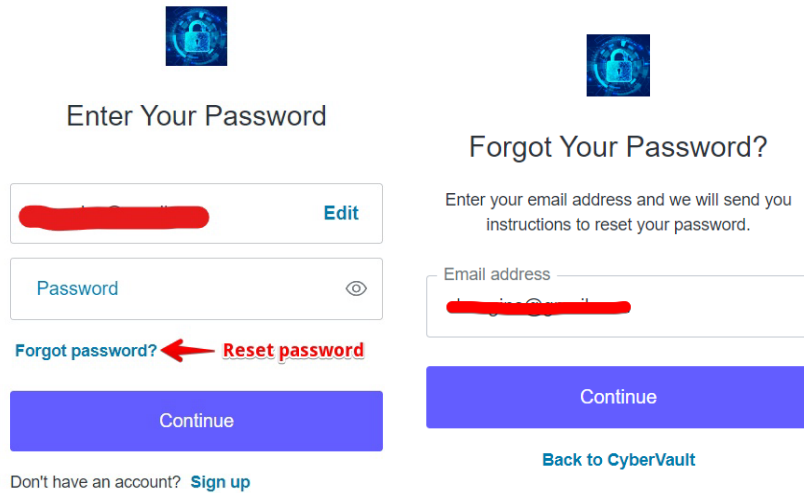 Enter Your Password
Edit
Password
Forgot password?
Reset password
Continue
Don't have an account? Sign up
Forgot Your Password?
Enter your email address and we will send you
instructions to reset your password.
Email address
Continue
Back to CyberVault